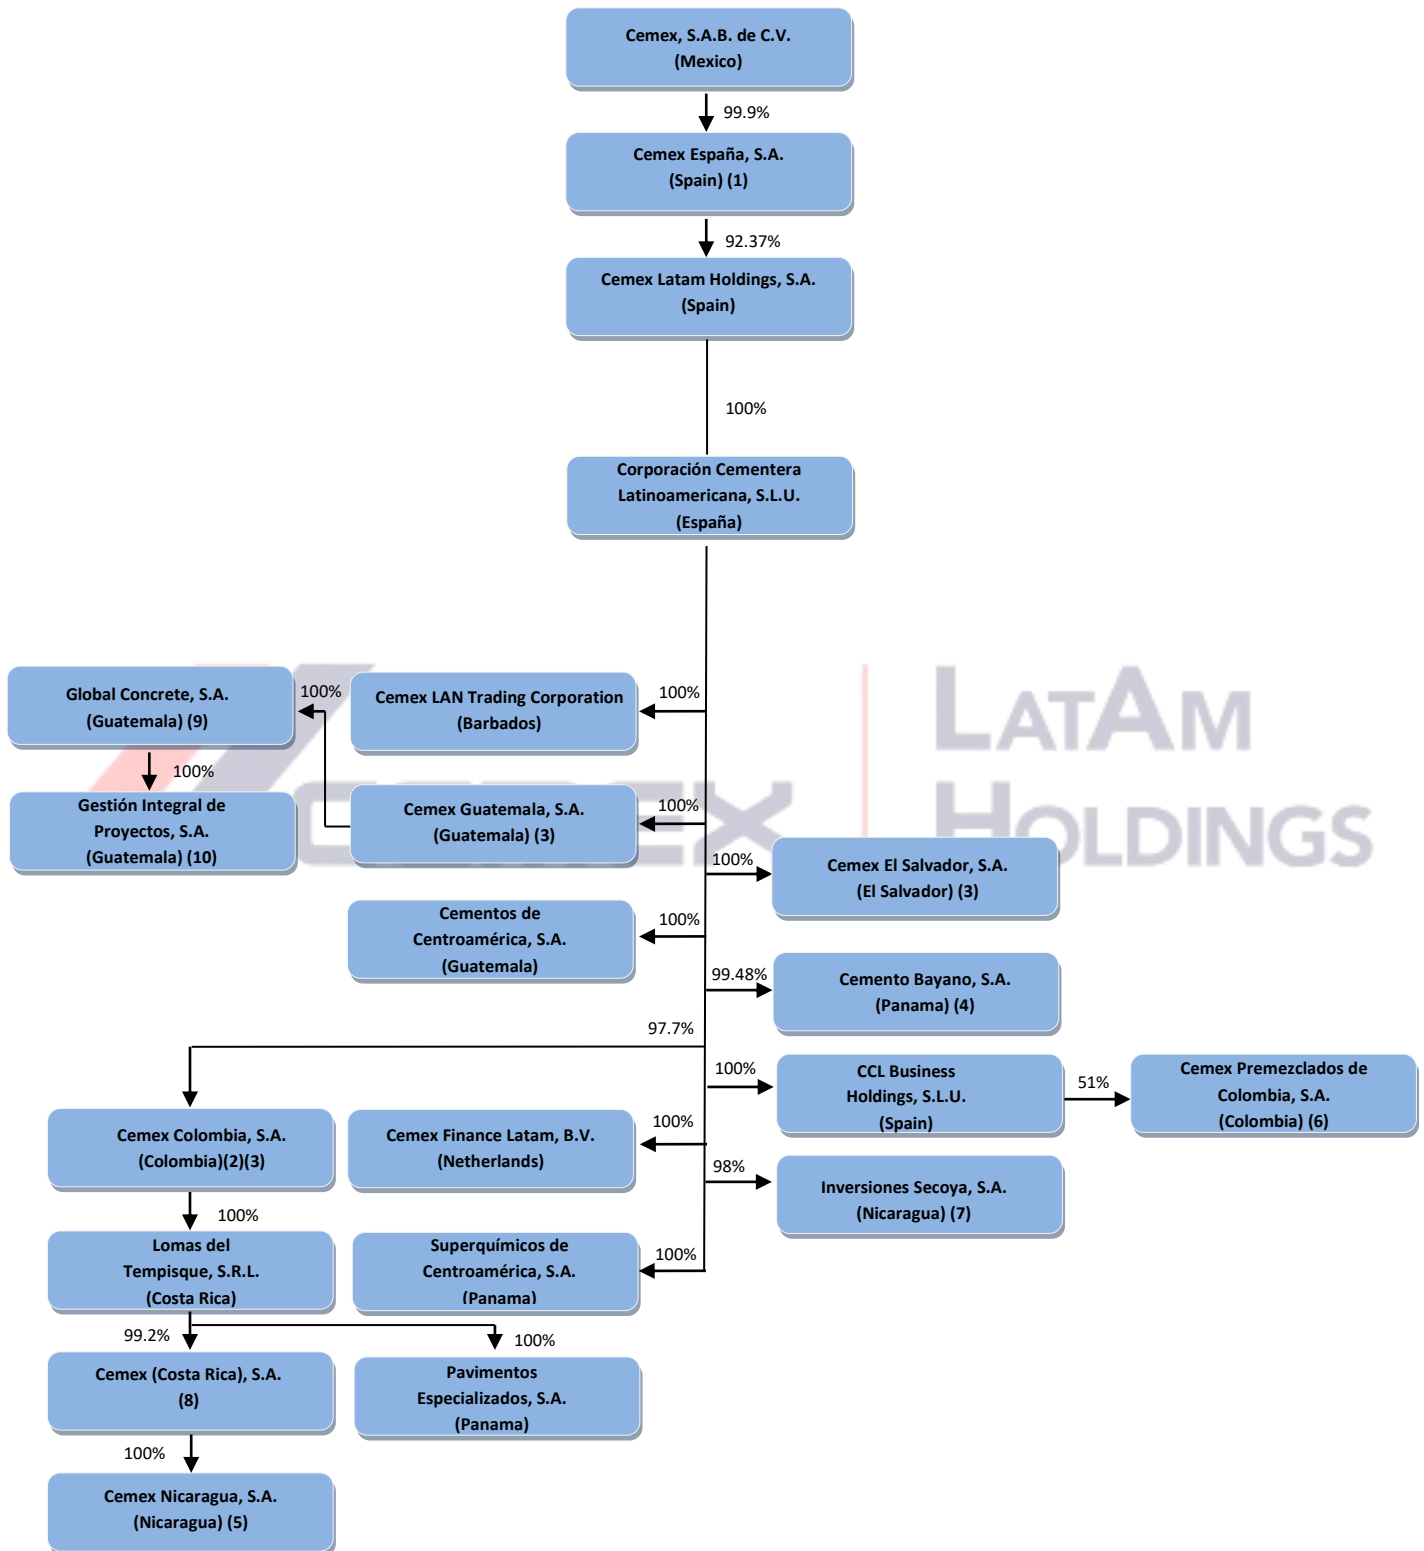 Cemex, S.A.B. de C.V.
(Mexico)
99.9%
Cemex España, S.A.
(Spain) (1)
92.37%
Cemex Latam Holdings, S.A.
(Spain)
100%
Corporación Cementera
Latinoamericana, S.L.U.
(España)
Global Concrete, S.A.
(Guatemala) (9)
100%
Cemex LAN Trading Corporation
(Barbados)
100%
LATAM
HOLDINGS
CEMEX
100%
Gestión Integral de
Proyectos, S.A.
(Guatemala) (10)
Cemex Guatemala, S.A.
(Guatemala) (3)
100%
100%
Cemex El Salvador, S.A.
(El Salvador) (3)
Cementos de
Centroamérica, S.A.
(Guatemala)
100%
99.48%
Cemento Bayano, S.A.
(Panama) (4)
97.7%
100%
CCL Business
Holdings, S.L.U.
(Spain)
51%
Cemex Premezclados de
Colombia, S.A.
(Colombia) (6)
Cemex Colombia, S.A.
(Colombia)(2)(3)
Cemex Finance Latam, B.V.
(Netherlands)
100%
98%
Inversiones Secoya, S.A.
(Nicaragua) (7)
100%
Lomas del
Tempisque, S.R.L.
(Costa Rica)
Superquímicos de
Centroamérica, S.A.
(Panama)
100%
99.2%
100%
Cemex (Costa Rica), S.A.
(8)
Pavimentos
Especializados, S.A.
(Panama)
100%
Cemex Nicaragua, S.A.
(Nicaragua) (5)